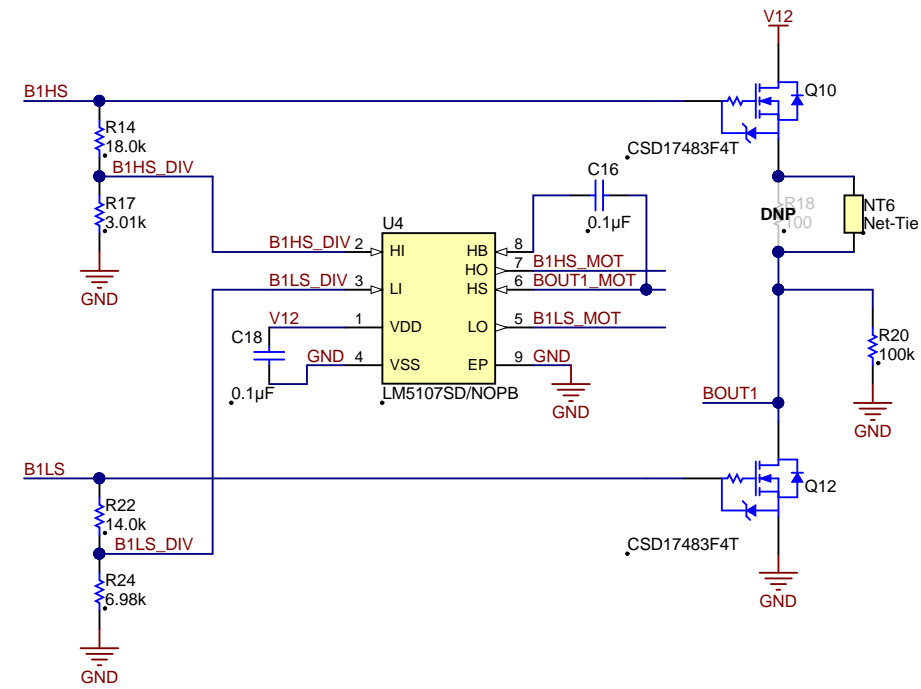 V12
B1HS
Q10
R14
18.0k
CSD17483F4T
B1HS_DIV
C16
R17
3.01k
0.1µF
DNP
R18
100
NT6
Net-Tie
U4
B1HS_DIV 2 HI
HB 8
HO 7 B1HS_MOT
B1LS_DIV 3 LI
HS 6 BOUT1_MOT
GND
V12 1 VDD
LO 5 B1LS_MOT
C18
R20
100k
GND 4 VSS
EP 9 GND
0.1µF
LM5107SD/NOPB
GND
BOUT1
GND
B1LS
Q12
R22
14.0k
B1LS_DIV
CSD17483F4T
R24
6.98k
GND
GND